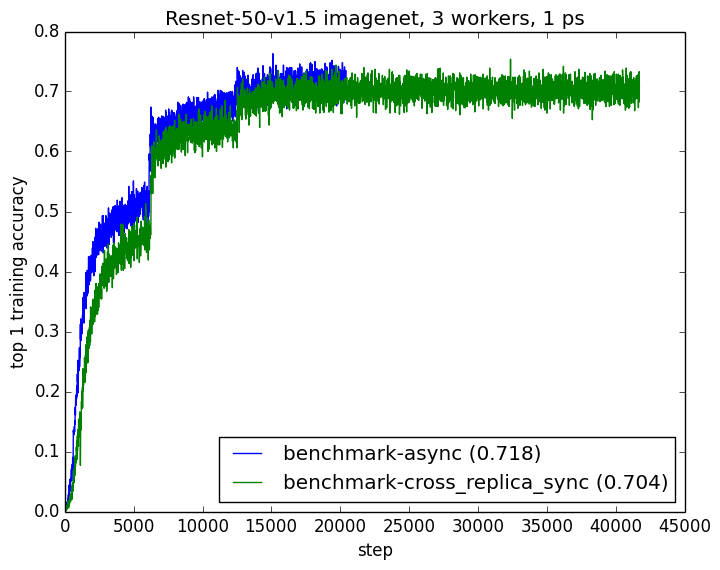 Resnet-50-v1.5 imagenet, 3 workers, 1 ps
0.8
0.7
0.6
0.5
0.4
0.3
0.2
0.1
0.0
top 1 training accuracy
benchmark-async (0.718)
benchmark-cross_replica_sync (0.704)
0 5000 10000 15000 20000 25000 30000 35000 40000 45000
step